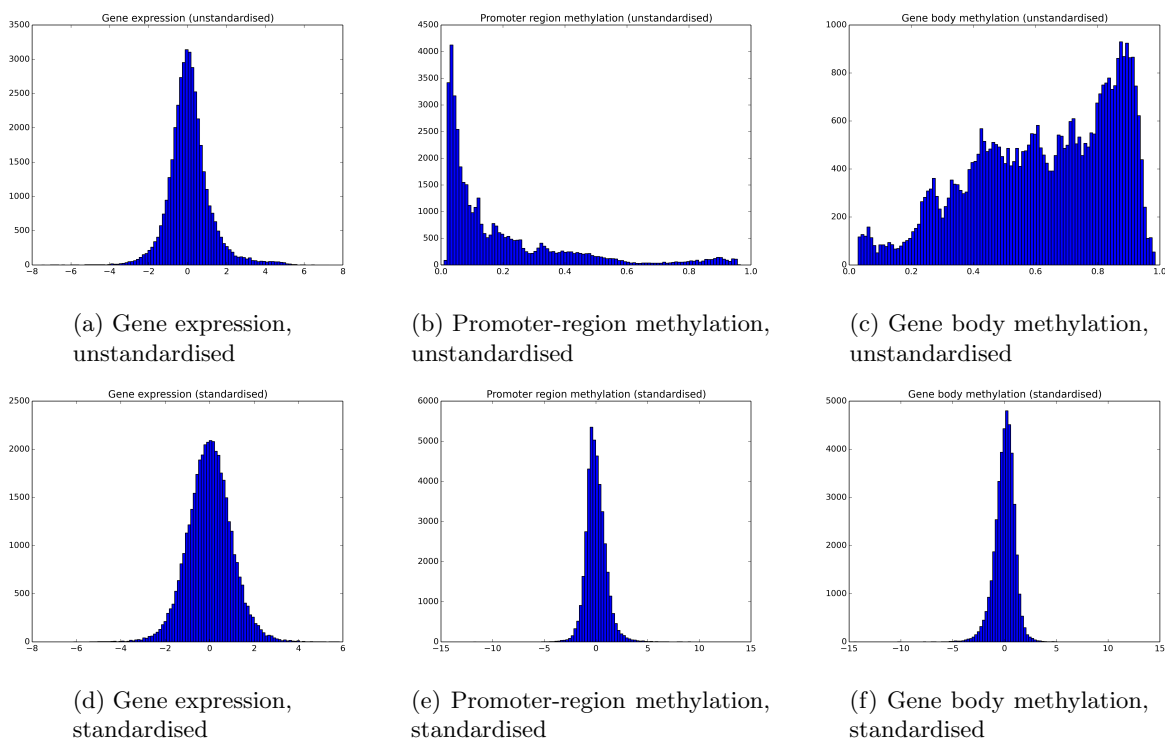 Gene expression (unstandardised)
3500
3000
2500
2000
1500
1000
500
0
−8 −6 −4 −2 0 2 4 6 8
Promoter region methylation (unstandardised)
4500
4000
3500
3000
2500
2000
1500
1000
500
0
0.0 0.2 0.4 0.6 0.8 1.0
Gene body methylation (unstandardised)
1000
800
600
400
200
0
0.0 0.2 0.4 0.6 0.8 1.0
(a) Gene expression,
unstandardised
(b) Promoter-region methylation,
unstandardised
(c) Gene body methylation,
unstandardised
Gene expression (standardised)
2500
2000
1500
1000
500
0
−8 −6 −4 −2 0 2 4 6
Promoter region methylation (standardised)
6000
5000
4000
3000
2000
1000
0
−15 −10 −5 0 5 10 15
Gene body methylation (standardised)
5000
4000
3000
2000
1000
0
−15 −10 −5 0 5 10 15
(d) Gene expression,
standardised
(e) Promoter-region methylation,
standardised
(f) Gene body methylation,
standardised